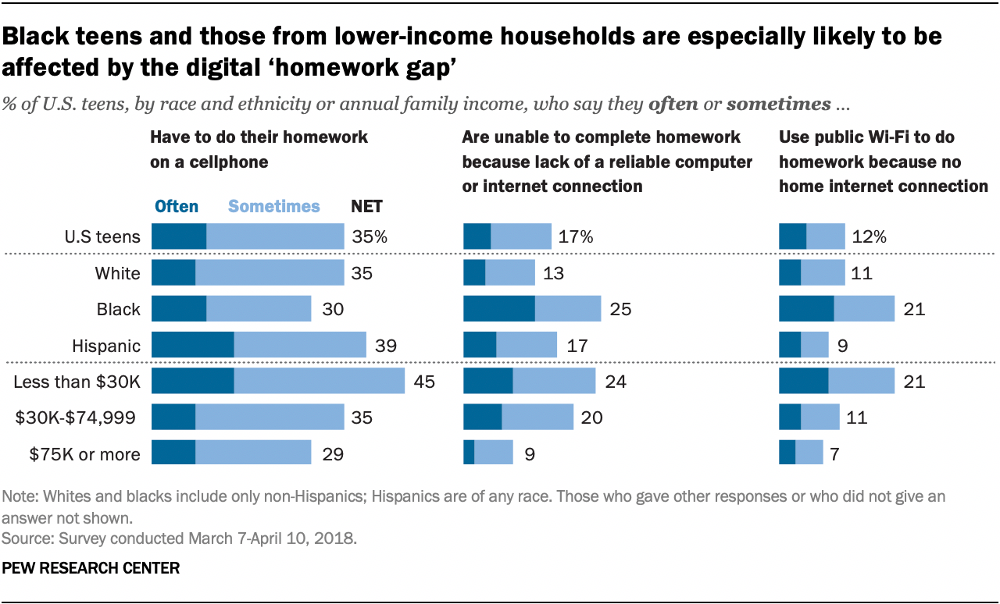 Black teens and those from lower-income households are especially likely to be
affected by the digital ‘homework gap’
% of U.S. teens, by race and ethnicity or annual family income, who say they often or sometimes ...
Have to do their homework
on a cellphone
Are unable to complete homework
because lack of a reliable computer
or internet connection
Use public Wi-Fi to do
homework because no
home internet connection
Often Sometimes NET
U.S teens 35% 17% 12%
White 35 13 11
Black 30 25 21
Hispanic 39 17 9
Less than $30K 45 24 21
$30K-$74,999 35 20 11
$75K or more 29 9 7
Note: Whites and blacks include only non-Hispanics; Hispanics are of any race. Those who gave other responses or who did not give an
answer not shown.
Source: Survey conducted March 7-April 10, 2018.
PEW RESEARCH CENTER